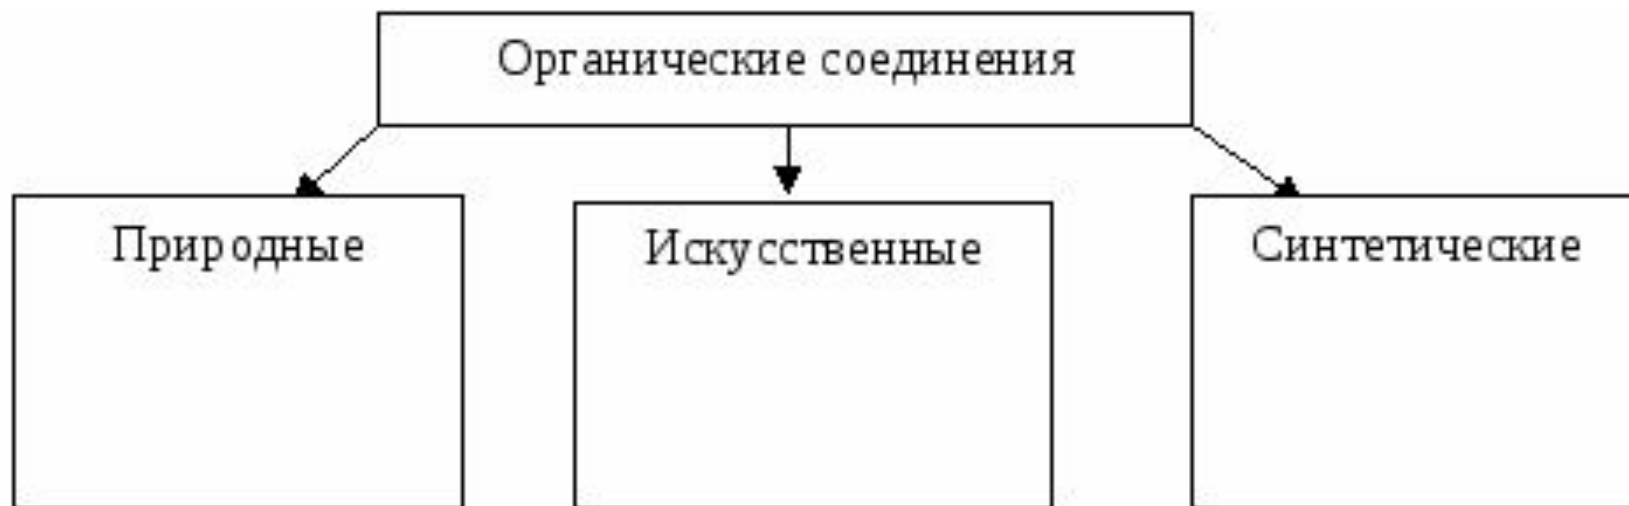 Органические соединения
Природные
Искусственные
Синтетические